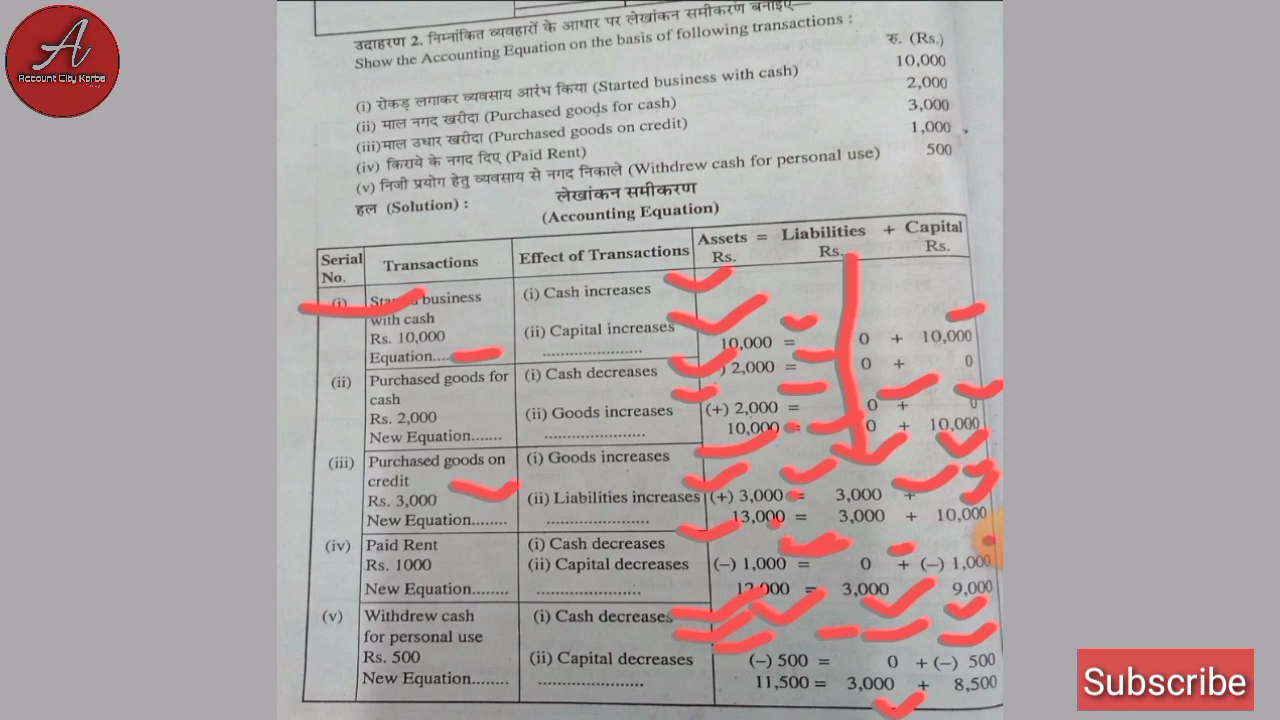 A
Account City Korba
उदाहरण 2. निम्नांकित व्यवहारों के आधार पर लेखांकन समीकरण बनाइए—
Show the Accounting Equation on the basis of following transactions :
रु. (Rs.)
(i) रोकड़ लगाकर व्यवसाय आरंभ किया (Started business with cash) 10,000
(ii) माल नगद खरीदा (Purchased goods for cash) 2,000
(iii) माल उधार खरीदा (Purchased goods on credit) 3,000
(iv) किराये के नगद दिए (Paid Rent) 1,000
(v) निजी प्रयोग हेतु व्यवसाय से नगद निकाले (Withdrew cash for personal use) 500
हल (Solution) : लेखांकन समीकरण
(Accounting Equation)
Serial No. Transactions Effect of Transactions Assets = Liabilities + Capital
Rs. Rs. Rs.
(i) business (i) Cash increases
with cash
Rs. 10,000 (ii) Capital increases
Equation.... ...................... 10,000 = 0 + 10,000
(ii) Purchased goods for (i) Cash decreases ) 2,000 = 0 + 0
cash
Rs. 2,000 (ii) Goods increases (+) 2,000 = 0 + 0
New Equation....... ...................... 10,000 = 0 + 10,000
(iii) Purchased goods on (i) Goods increases
credit
Rs. 3,000 (ii) Liabilities increases (+) 3,000 = 3,000 +
New Equation........ ...................... 13,000 = 3,000 + 10,000
(iv) Paid Rent (i) Cash decreases
Rs. 1000 (ii) Capital decreases (–) 1,000 = 0 + (–) 1,000
New Equation........ ...................... 12,000 = 3,000 9,000
(v) Withdrew cash (i) Cash decreases
for personal use
Rs. 500 (ii) Capital decreases (–) 500 = 0 + (–) 500
New Equation........ ...................... 11,500 = 3,000 + 8,500
Subscribe